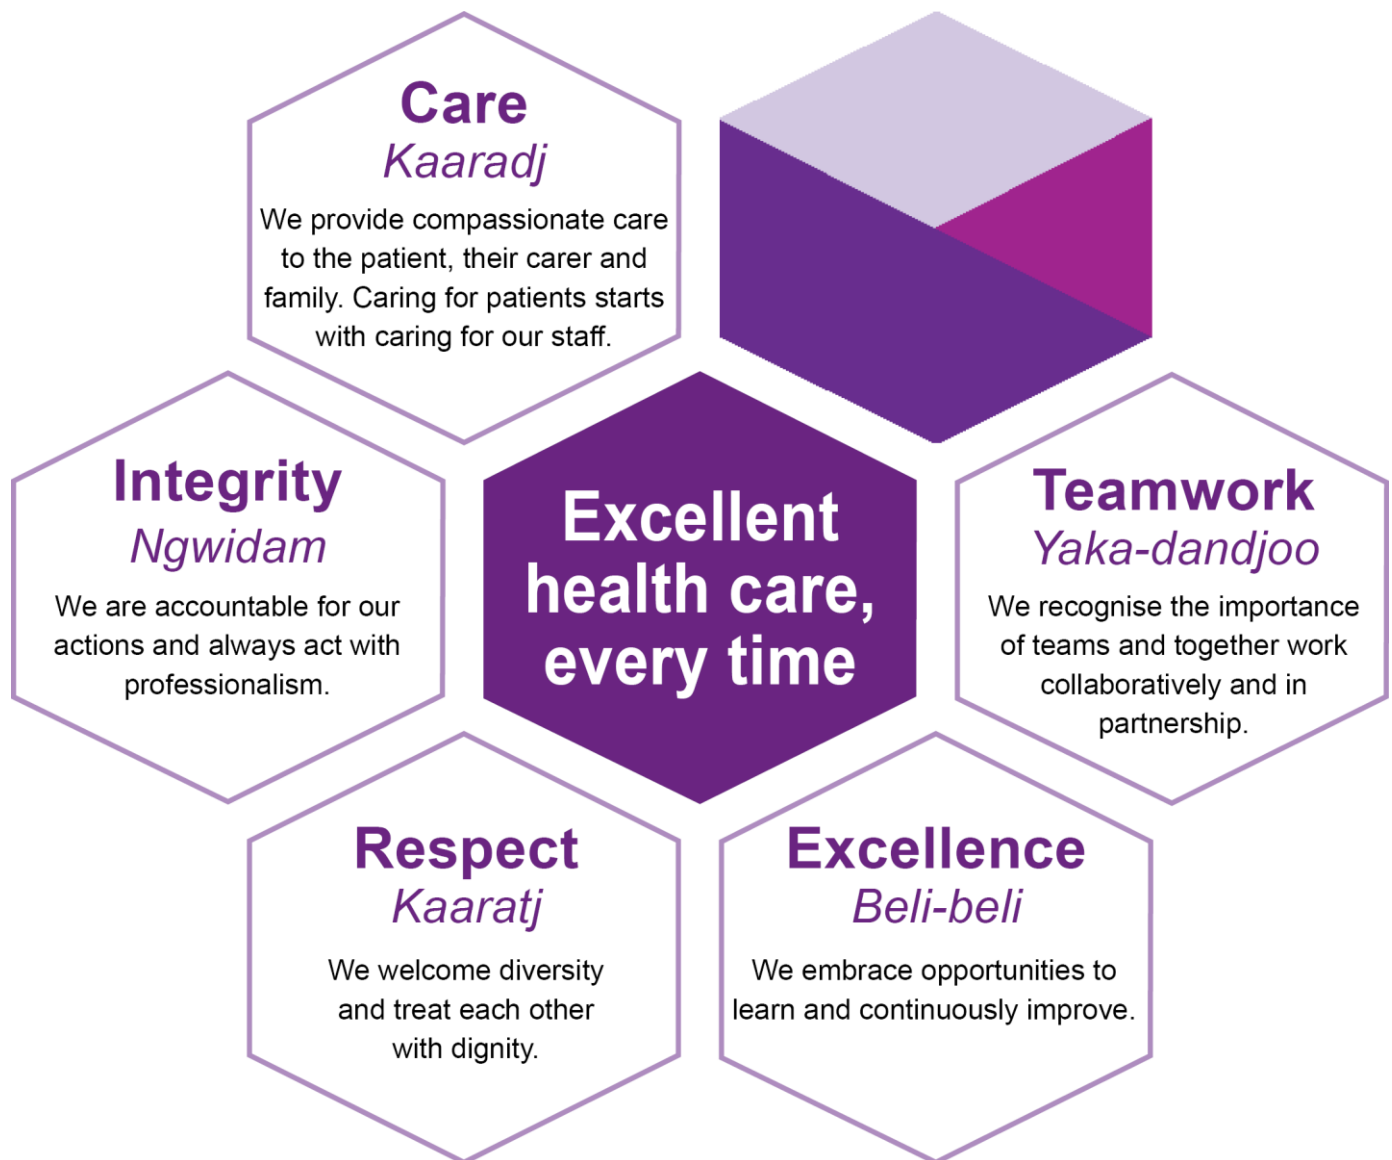 Care
Kaaradj
We provide compassionate care
to the patient, their carer and
family. Caring for patients starts
with caring for our staff.
Integrity
Ngwidam
We are accountable for our
actions and always act with
professionalism.
Excellent
health care,
every time
Teamwork
Yaka-dandjoo
We recognise the importance
of teams and together work
collaboratively and in
partnership.
Respect
Kaaratj
We welcome diversity
and treat each other
with dignity.
Excellence
Beli-beli
We embrace opportunities to
learn and continuously improve.